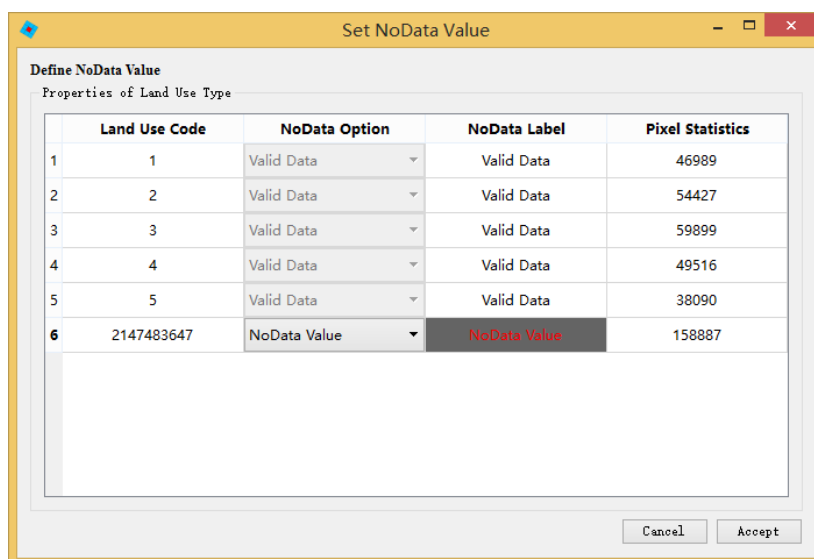 Set NoData Value
Define NoData Value
Properties of Land Use Type
Land Use Code NoData Option NoData Label Pixel Statistics
1 1 Valid Data Valid Data 46989
2 2 Valid Data Valid Data 54427
3 3 Valid Data Valid Data 59899
4 4 Valid Data Valid Data 49516
5 5 Valid Data Valid Data 38090
6 2147483647 NoData Value NoData Value 158887
Cancel Accept